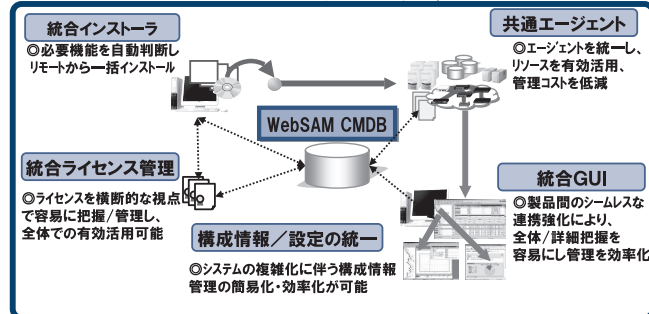 統合インストーラ
◎必要機能を自動判断し
リモートから一括インストール
共通エージェント
◎エージェントを統一し、
リソースを有効活用、
管理コストを低減
WebSAM CMDB
統合ライセンス管理
◎ライセンスを横断的な視点
で容易に把握/管理し、
全体での有効活用可能
構成情報／設定の統一
◎システムの複雑化に伴う構成情報
管理の簡易化・効率化が可能
統合GUI
◎製品間のシームレスな
連携強化により、
全体/詳細把握を
容易にし管理を効率化